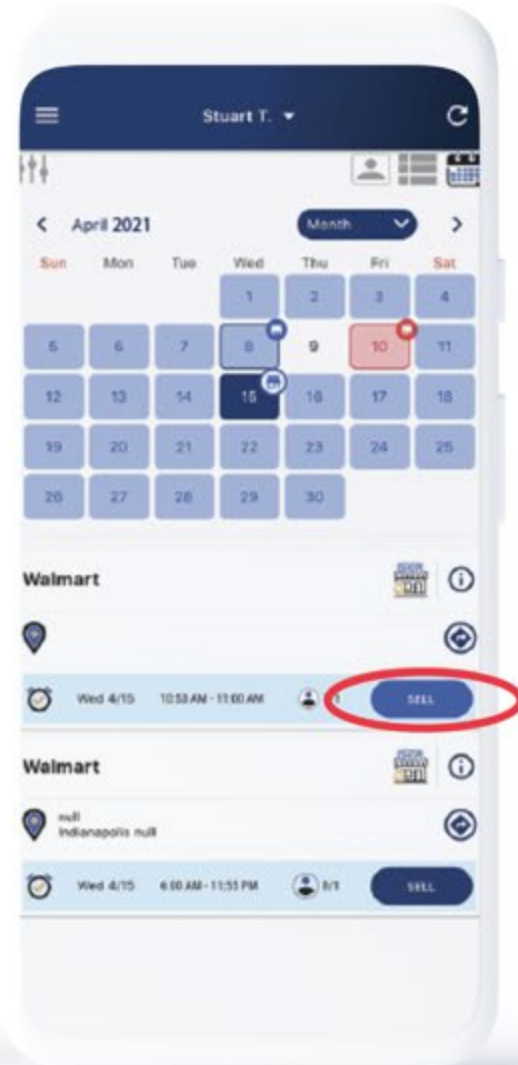 Stuart T.
April 2021 Month
Sun Mon Tue Wed Thu Fri Sat
1 2 3 4
5 6 7 8 9 10 11
12 13 14 15 16 17 18
19 20 21 22 23 24 25
26 27 28 29 30
Walmart
Wed 4/15 10:53 AM - 11:00 AM SELL
Walmart
null
Indianapolis null
Wed 4/15 6:00 AM - 11:55 PM 0/1 SELL